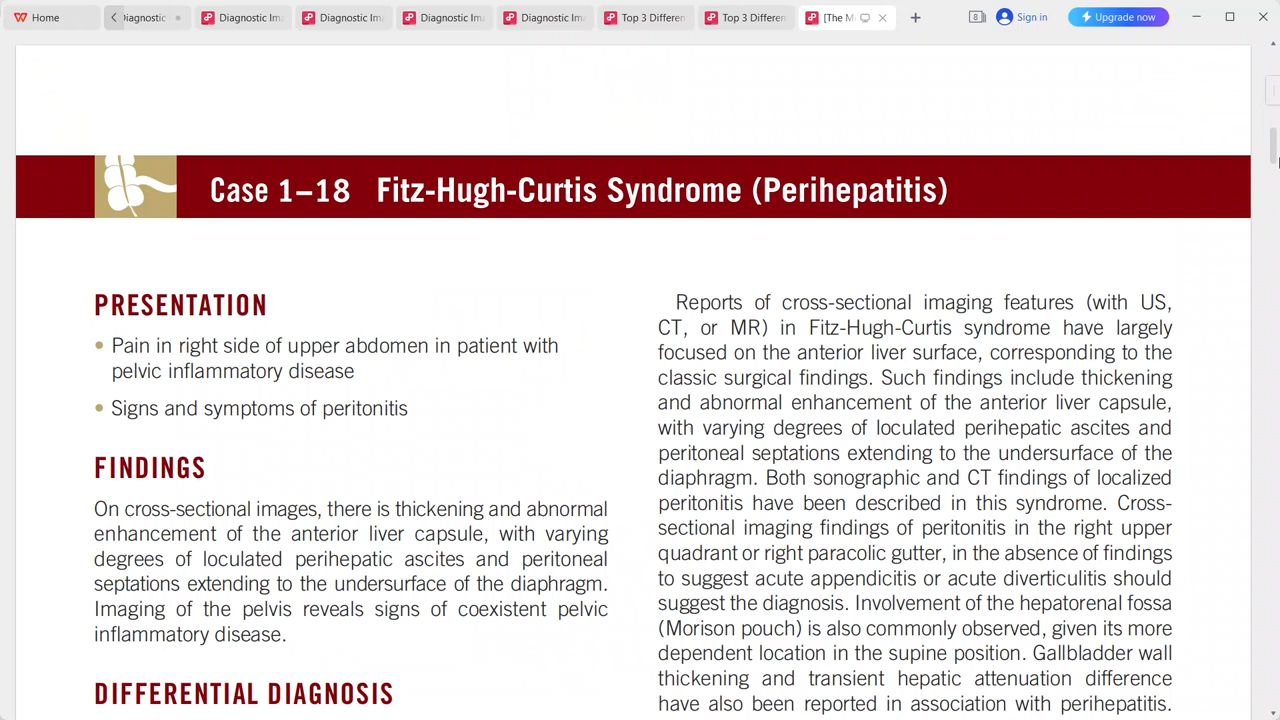 Home
Diagnostic
Diagnostic Im
Diagnostic Im
Diagnostic Im
Diagnostic Im
Top 3 Differen
Top 3 Differen
[The M
8
Sign in
Upgrade now
Case 1–18 Fitz-Hugh-Curtis Syndrome (Perihepatitis)
PRESENTATION
• Pain in right side of upper abdomen in patient with
pelvic inflammatory disease
• Signs and symptoms of peritonitis
FINDINGS
On cross-sectional images, there is thickening and abnormal
enhancement of the anterior liver capsule, with varying
degrees of loculated perihepatic ascites and peritoneal
septations extending to the undersurface of the diaphragm.
Imaging of the pelvis reveals signs of coexistent pelvic
inflammatory disease.
DIFFERENTIAL DIAGNOSIS
Reports of cross-sectional imaging features (with US,
CT, or MR) in Fitz-Hugh-Curtis syndrome have largely
focused on the anterior liver surface, corresponding to the
classic surgical findings. Such findings include thickening
and abnormal enhancement of the anterior liver capsule,
with varying degrees of loculated perihepatic ascites and
peritoneal septations extending to the undersurface of the
diaphragm. Both sonographic and CT findings of localized
peritonitis have been described in this syndrome. Cross-
sectional imaging findings of peritonitis in the right upper
quadrant or right paracolic gutter, in the absence of findings
to suggest acute appendicitis or acute diverticulitis should
suggest the diagnosis. Involvement of the hepatorenal fossa
(Morison pouch) is also commonly observed, given its more
dependent location in the supine position. Gallbladder wall
thickening and transient hepatic attenuation difference
have also been reported in association with perihepatitis.